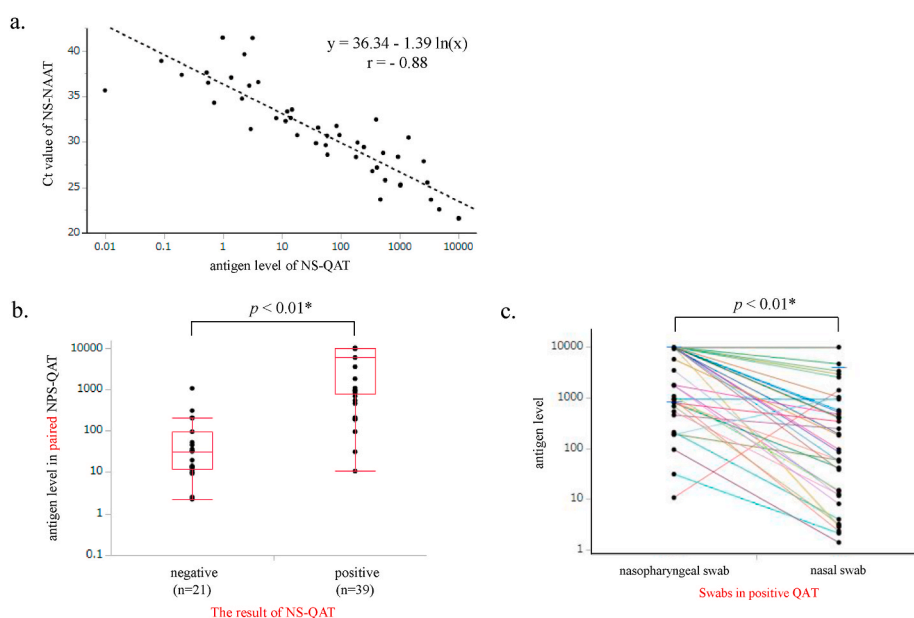 a.
y = 36.34 - 1.39 ln(x)
r = - 0.88
Ct value of NS-NAAT
40
35
30
25
20
0.01
0.1
1
10
100
1000
10000
antigen level of NS-QAT
b.
p < 0.01*
antigen level in paired NPS-QAT
10000
1000
100
10
1
0.1
negative
(n=21)
positive
(n=39)
The result of NS-QAT
c.
p < 0.01*
antigen level
10000
1000
100
10
1
nasopharyngeal swab
nasal swab
Swabs in positive QAT